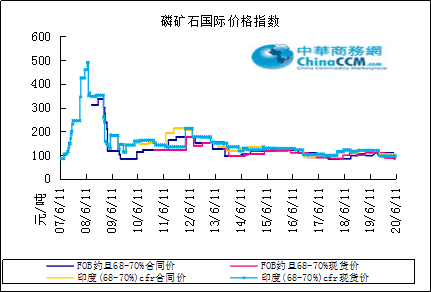 磷矿石国际价格指数
中華商務網
ChinaCCM.com
China Commodity Marketplace
元/吨
600
500
400
300
200
100
0
07/6/11
08/6/11
09/6/11
10/6/11
11/6/11
12/6/11
13/6/11
14/6/11
15/6/11
16/6/11
17/6/11
18/6/11
19/6/11
20/6/11
FOB约旦68-70%合同价
FOB约旦68-70%现货价
印度(68-70%)cfr合同价
印度(68-70%)cfr现货价